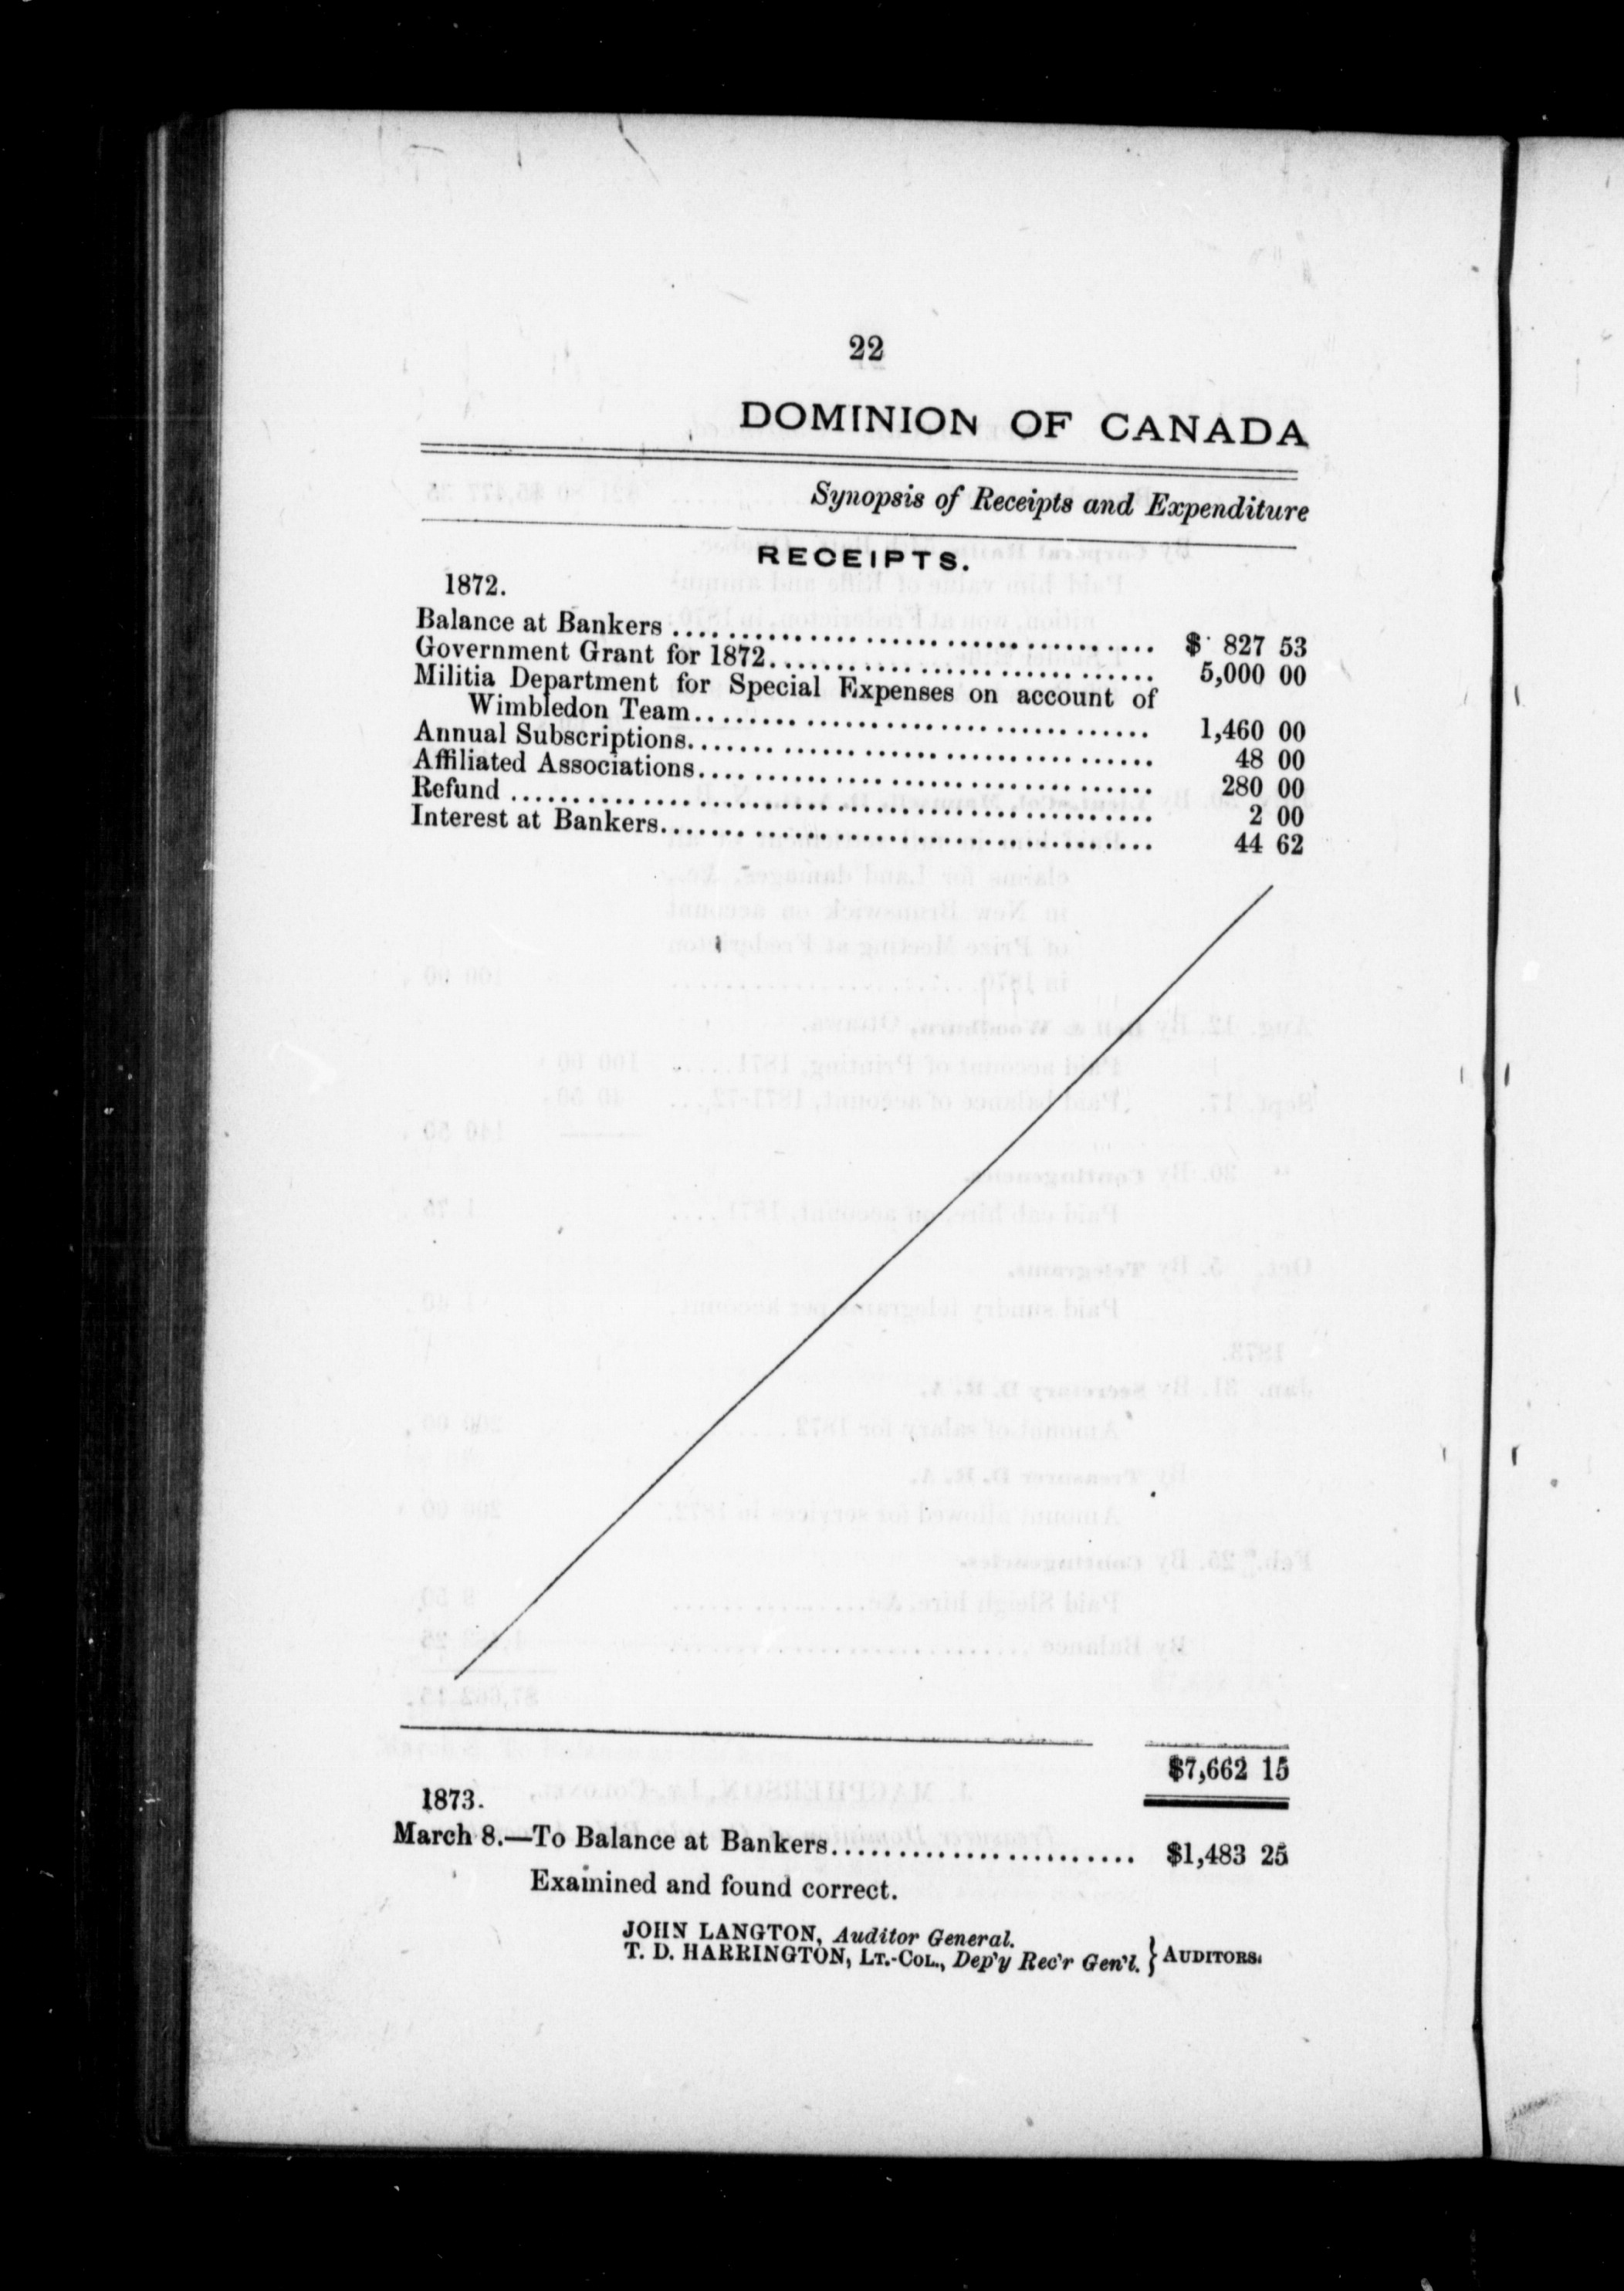 22
DOMINION OF CANADA
Synopsis of Receipts and Expenditure
RECEIPTS.
1872.
Balance at Bankers .................................... $ 827 53
Government Grant for 1872.............................. 5,000 00
Militia Department for Special Expenses on account of
Wimbledon Team................................. 1,460 00
Annual Subscriptions................................... 48 00
Affiliated Associations................................ 280 00
Refund ................................................ 2 00
Interest at Bankers.................................... 44 62
$7,662 15
1873.
March 8.—To Balance at Bankers........................ $1,483 25
Examined and found correct.
JOHN LANGTON, Auditor General.
T. D. HARRINGTON, LT.-COL., Dep'y Rec'r Gen'l. } AUDITORS.